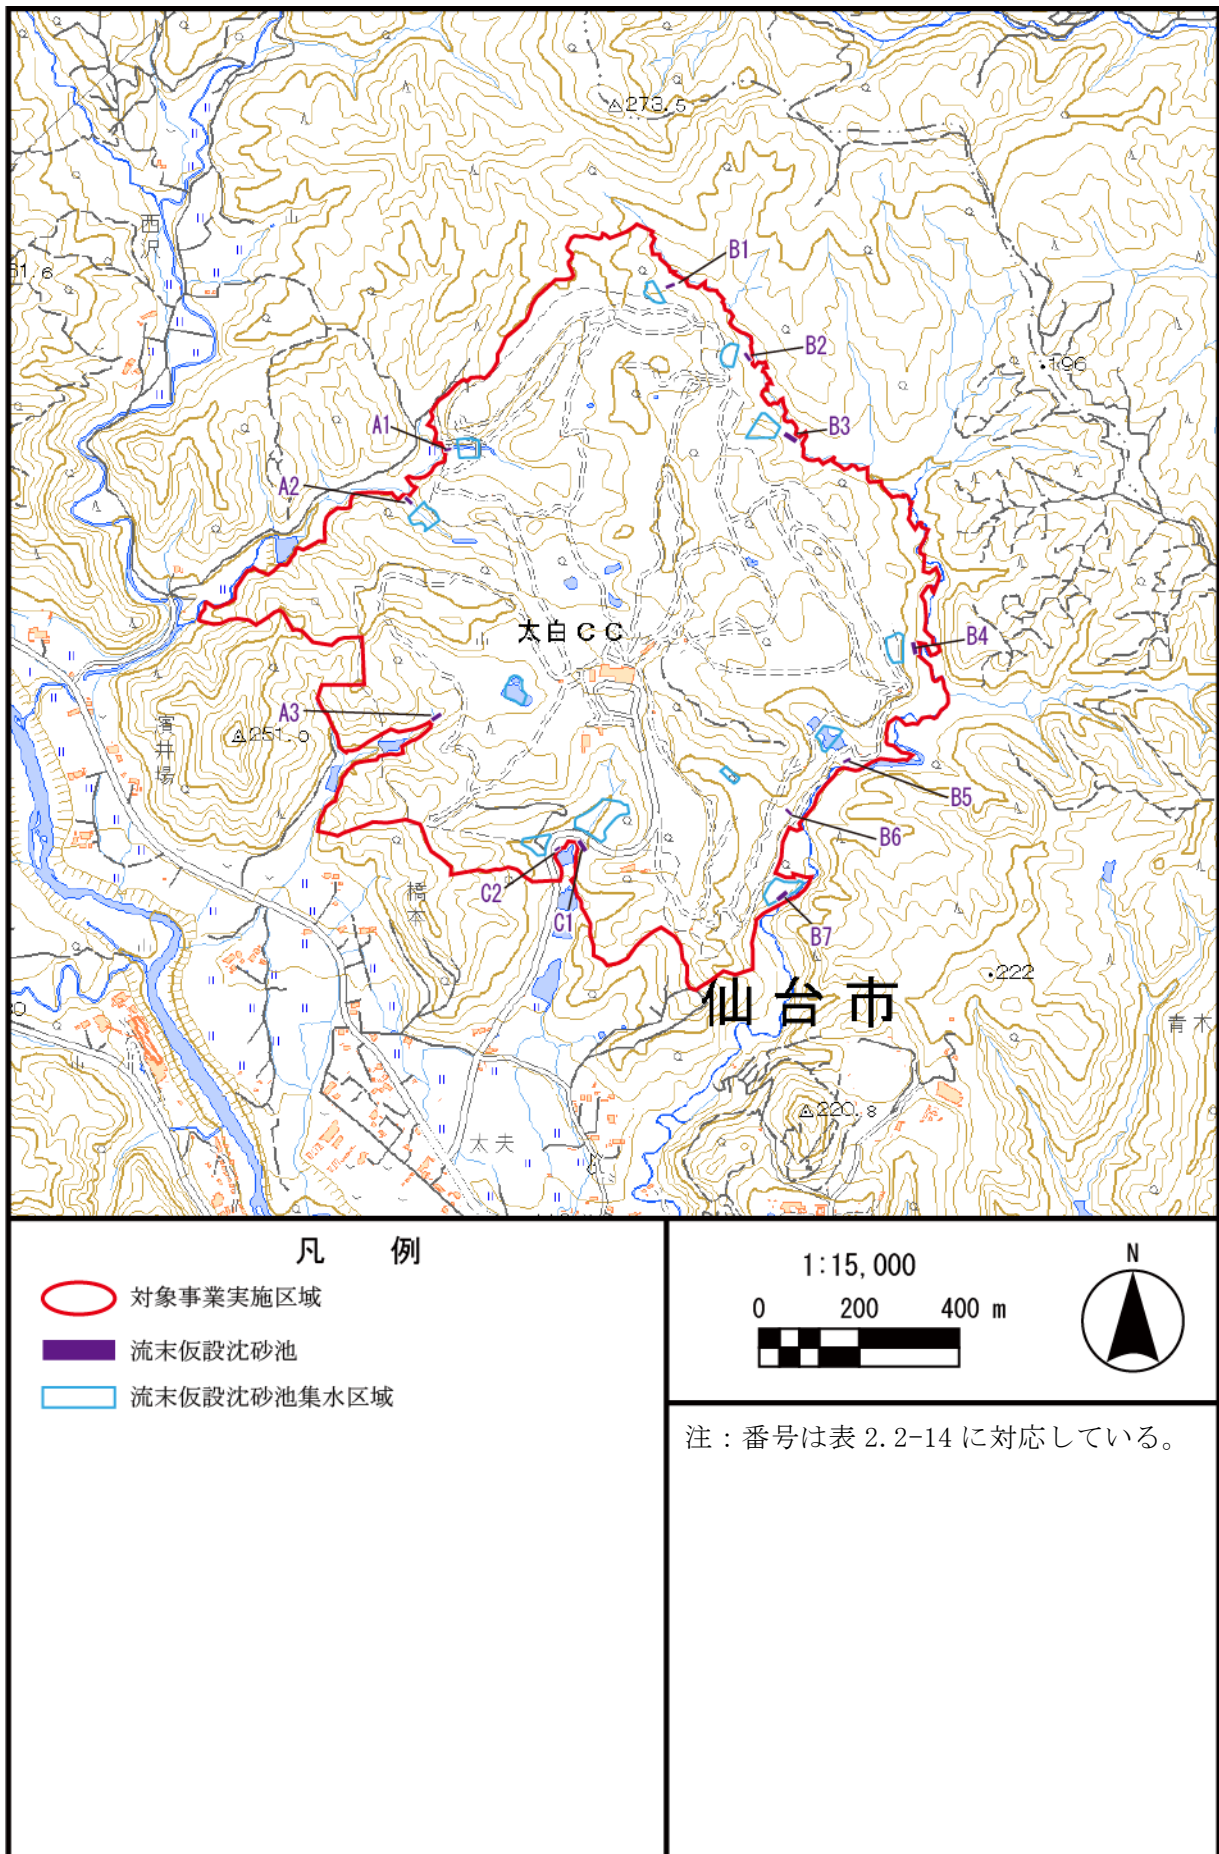 273.5
西沢
B1
B2
196
B3
A1
A2
太白CC
B4
A3
251.0
B5
B6
橋本
C2
C1
B7
222
仙台市
青木
220.8
太夫
凡 例
対象事業実施区域
流末仮設沈砂池
流末仮設沈砂池集水区域
1:15,000
0 200 400 m
N
注：番号は表 2.2-14 に対応している。